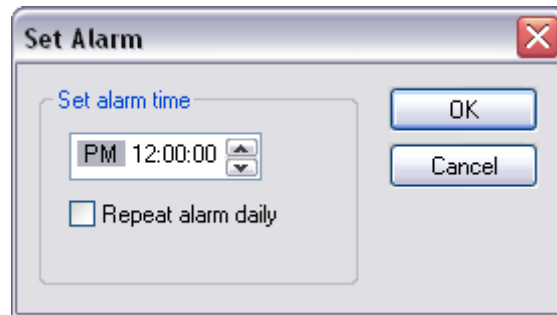 Set Alarm
Set alarm time
OK
PM 12:00:00
Cancel
Repeat alarm daily